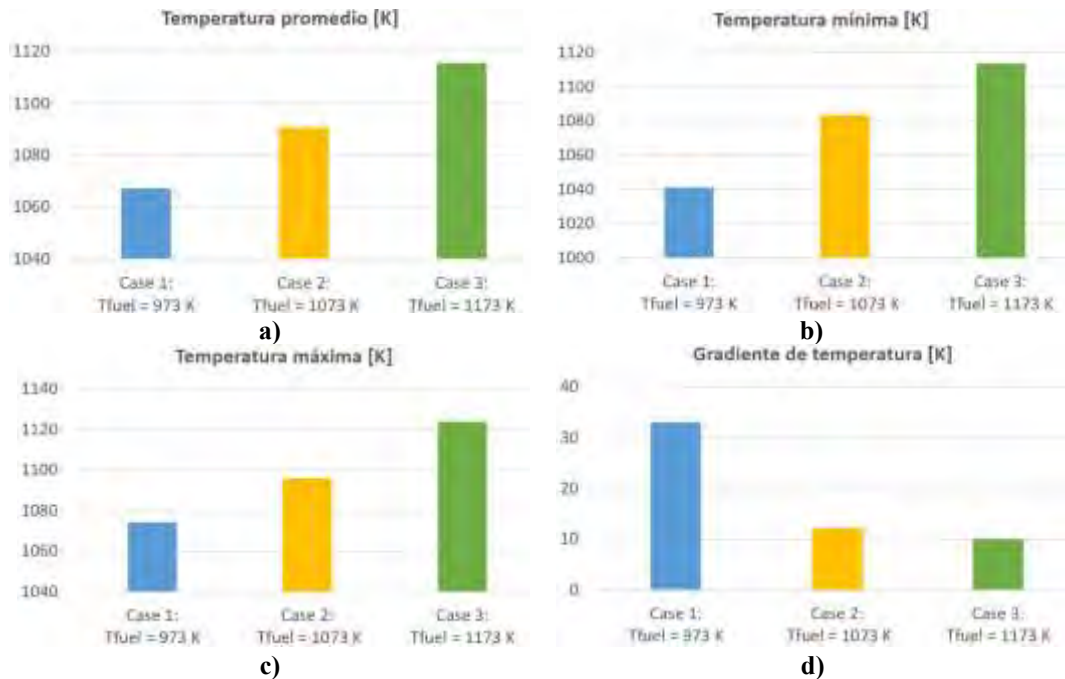 Temperatura promedio [K]
1120
1100
1080
1060
1040
Case 1: Case 2: Case 3:
Tfuel = 973 K Tfuel = 1073 K Tfuel = 1173 K
a)
Temperatura mínima [K]
1120
1100
1080
1060
1040
1020
1000
Case 1: Case 2: Case 3:
Tfuel = 973 K Tfuel = 1073 K Tfuel = 1173 K
b)
Temperatura máxima [K]
1140
1120
1100
1080
1060
1040
Case 1: Case 2: Case 3:
Tfuel = 973 K Tfuel = 1073 K Tfuel = 1173 K
c)
Gradiente de temperatura [K]
40
30
20
10
0
Case 1: Case 2: Case 3:
Tfuel = 973 K Tfuel = 1073 K Tfuel = 1173 K
d)